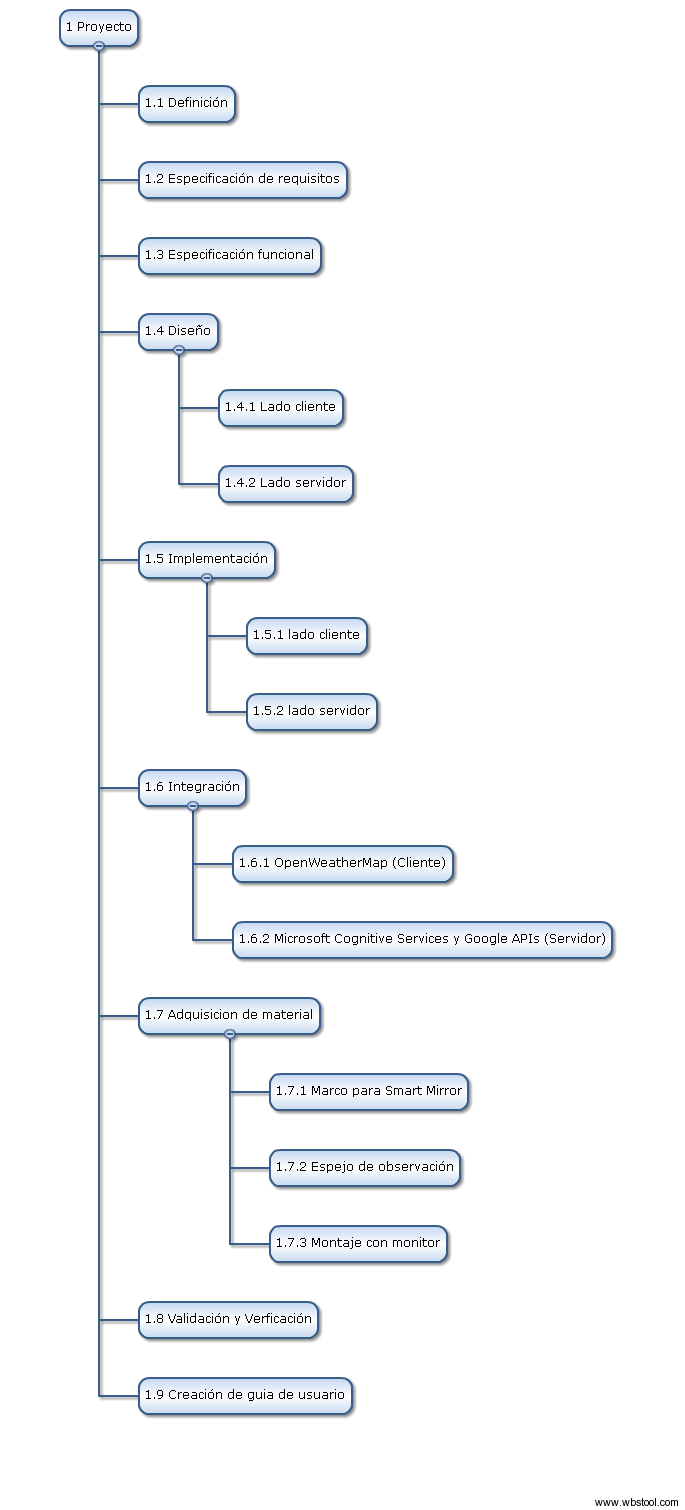 1 Proyecto
1.1 Definición
1.2 Especificación de requisitos
1.3 Especificación funcional
1.4 Diseño
1.4.1 Lado cliente
1.4.2 Lado servidor
1.5 Implementación
1.5.1 lado cliente
1.5.2 lado servidor
1.6 Integración
1.6.1 OpenWeatherMap (Cliente)
1.6.2 Microsoft Cognitive Services y Google APIs (Servidor)
1.7 Adquisicion de material
1.7.1 Marco para Smart Mirror
1.7.2 Espejo de observación
1.7.3 Montaje con monitor
1.8 Validación y Verficación
1.9 Creación de guia de usuario
www.wbstool.com